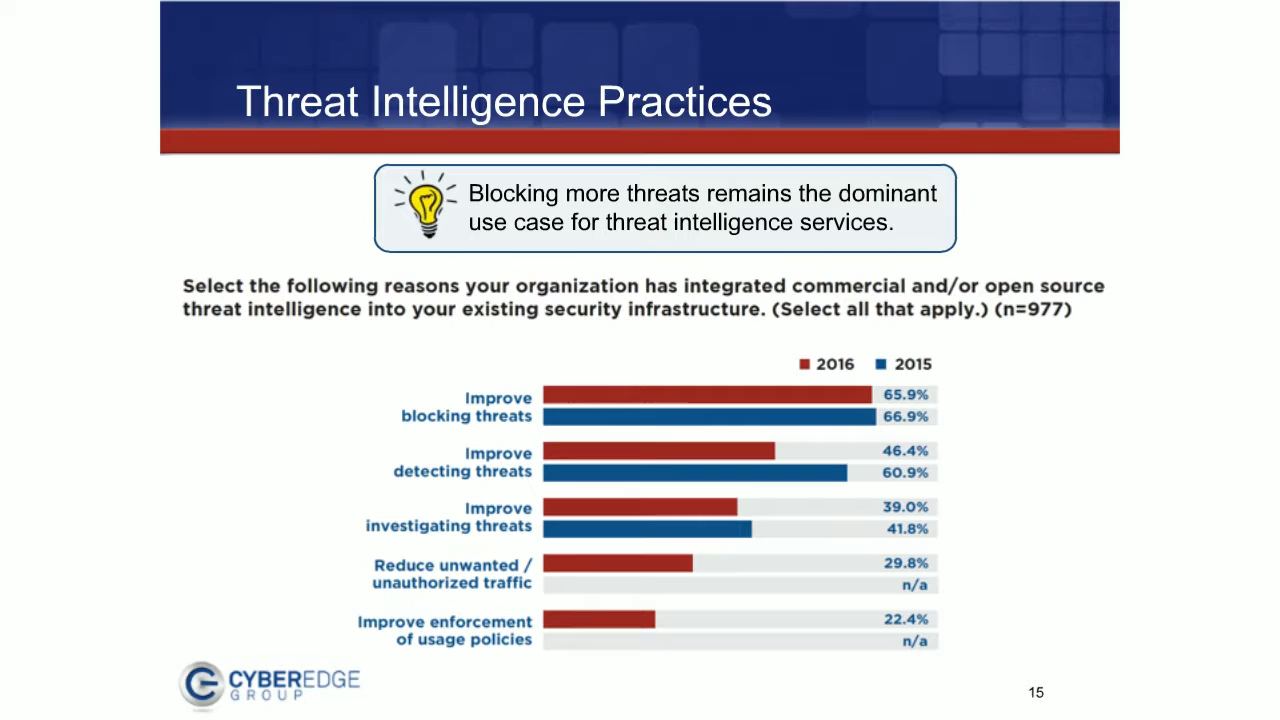 Threat Intelligence Practices
Blocking more threats remains the dominant
use case for threat intelligence services.
Select the following reasons your organization has integrated commercial and/or open source
threat intelligence into your existing security infrastructure. (Select all that apply.) (n=977)
2016 2015
Improve
blocking threats
65.9%
66.9%
Improve
detecting threats
46.4%
60.9%
Improve
investigating threats
39.0%
41.8%
Reduce unwanted /
unauthorized traffic
29.8%
n/a
Improve enforcement
of usage policies
22.4%
n/a
CYBEREDGE
GROUP
15